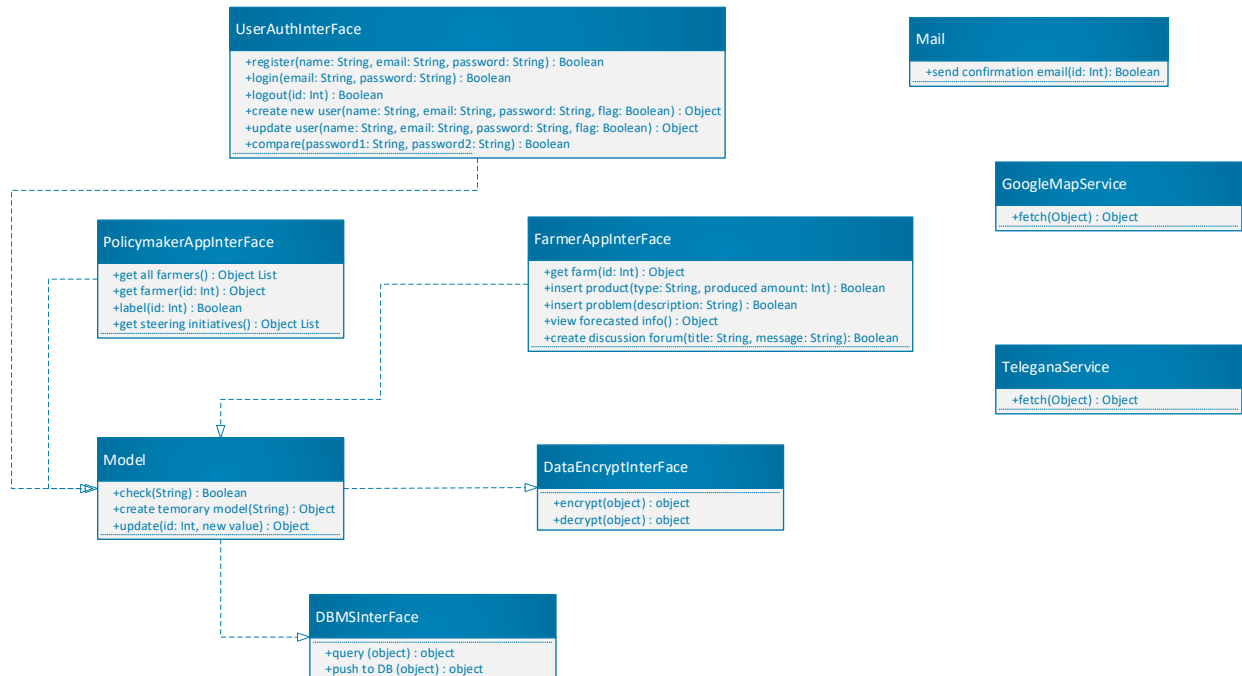 UserAuthInterFace
+register(name: String, email: String, password: String) : Boolean
+login(email: String, password: String) : Boolean
+logout(id: Int) : Boolean
+create new user(name: String, email: String, password: String, flag: Boolean) : Object
+update user(name: String, email: String, password: String, flag: Boolean) : Object
+compare(password1: String, password2: String) : Boolean
Mail
+send confirmation email(id: Int): Boolean
GoogleMapService
+fetch(Object) : Object
PolicymakerAppInterFace
+get all farmers() : Object List
+get farmer(id: Int) : Object
+label(id: Int) : Boolean
+get steering initiatives() : Object List
FarmerAppInterFace
+get farm(id: Int) : Object
+insert product(type: String, produced amount: Int) : Boolean
+insert problem(description: String) : Boolean
+view forecasted info() : Object
+create discussion forum(title: String, message: String): Boolean
TeleganaService
+fetch(Object) : Object
Model
+check(String) : Boolean
+create temorary model(String) : Object
+update(id: Int, new value) : Object
DataEncryptInterFace
+encrypt(object) : object
+decrypt(object) : object
DBMSInterFace
+query (object) : object
+push to DB (object) : object